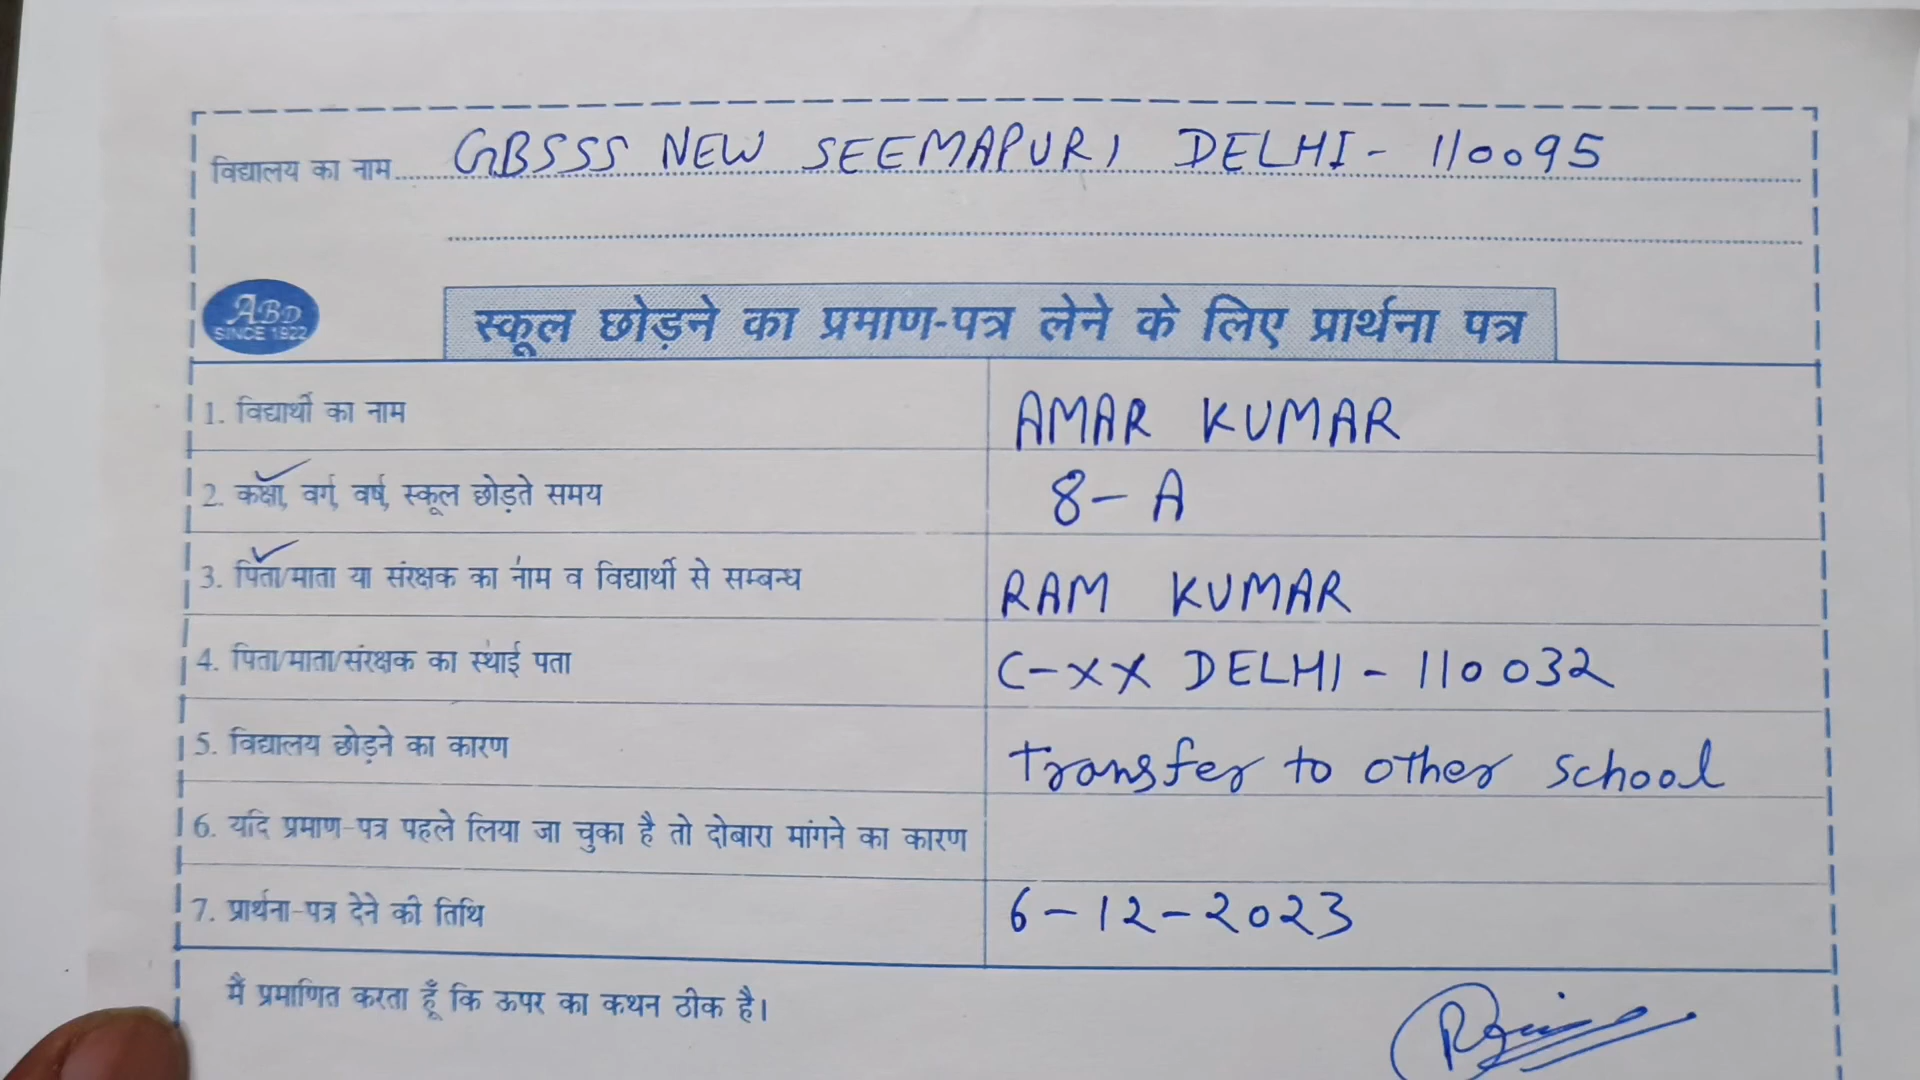 विद्यालय का नाम GBSSS NEW SEEMAPURI DELHI - 110095
ABD
SINCE 1922
स्कूल छोड़ने का प्रमाण-पत्र लेने के लिए प्रार्थना पत्र
1. विद्यार्थी का नाम AMAR KUMAR
2. कक्षा, वर्ग, वर्ष, स्कूल छोड़ते समय 8-A
3. पिता/माता या संरक्षक का नाम व विद्यार्थी से सम्बन्ध RAM KUMAR
4. पिता/माता/संरक्षक का स्थाई पता C-XX DELHI - 110032
5. विद्यालय छोड़ने का कारण Transfer to other school
6. यदि प्रमाण-पत्र पहले लिया जा चुका है तो दोबारा मांगने का कारण
7. प्रार्थना-पत्र देने की तिथि 6-12-2023
मैं प्रमाणित करता हूँ कि ऊपर का कथन ठीक है।